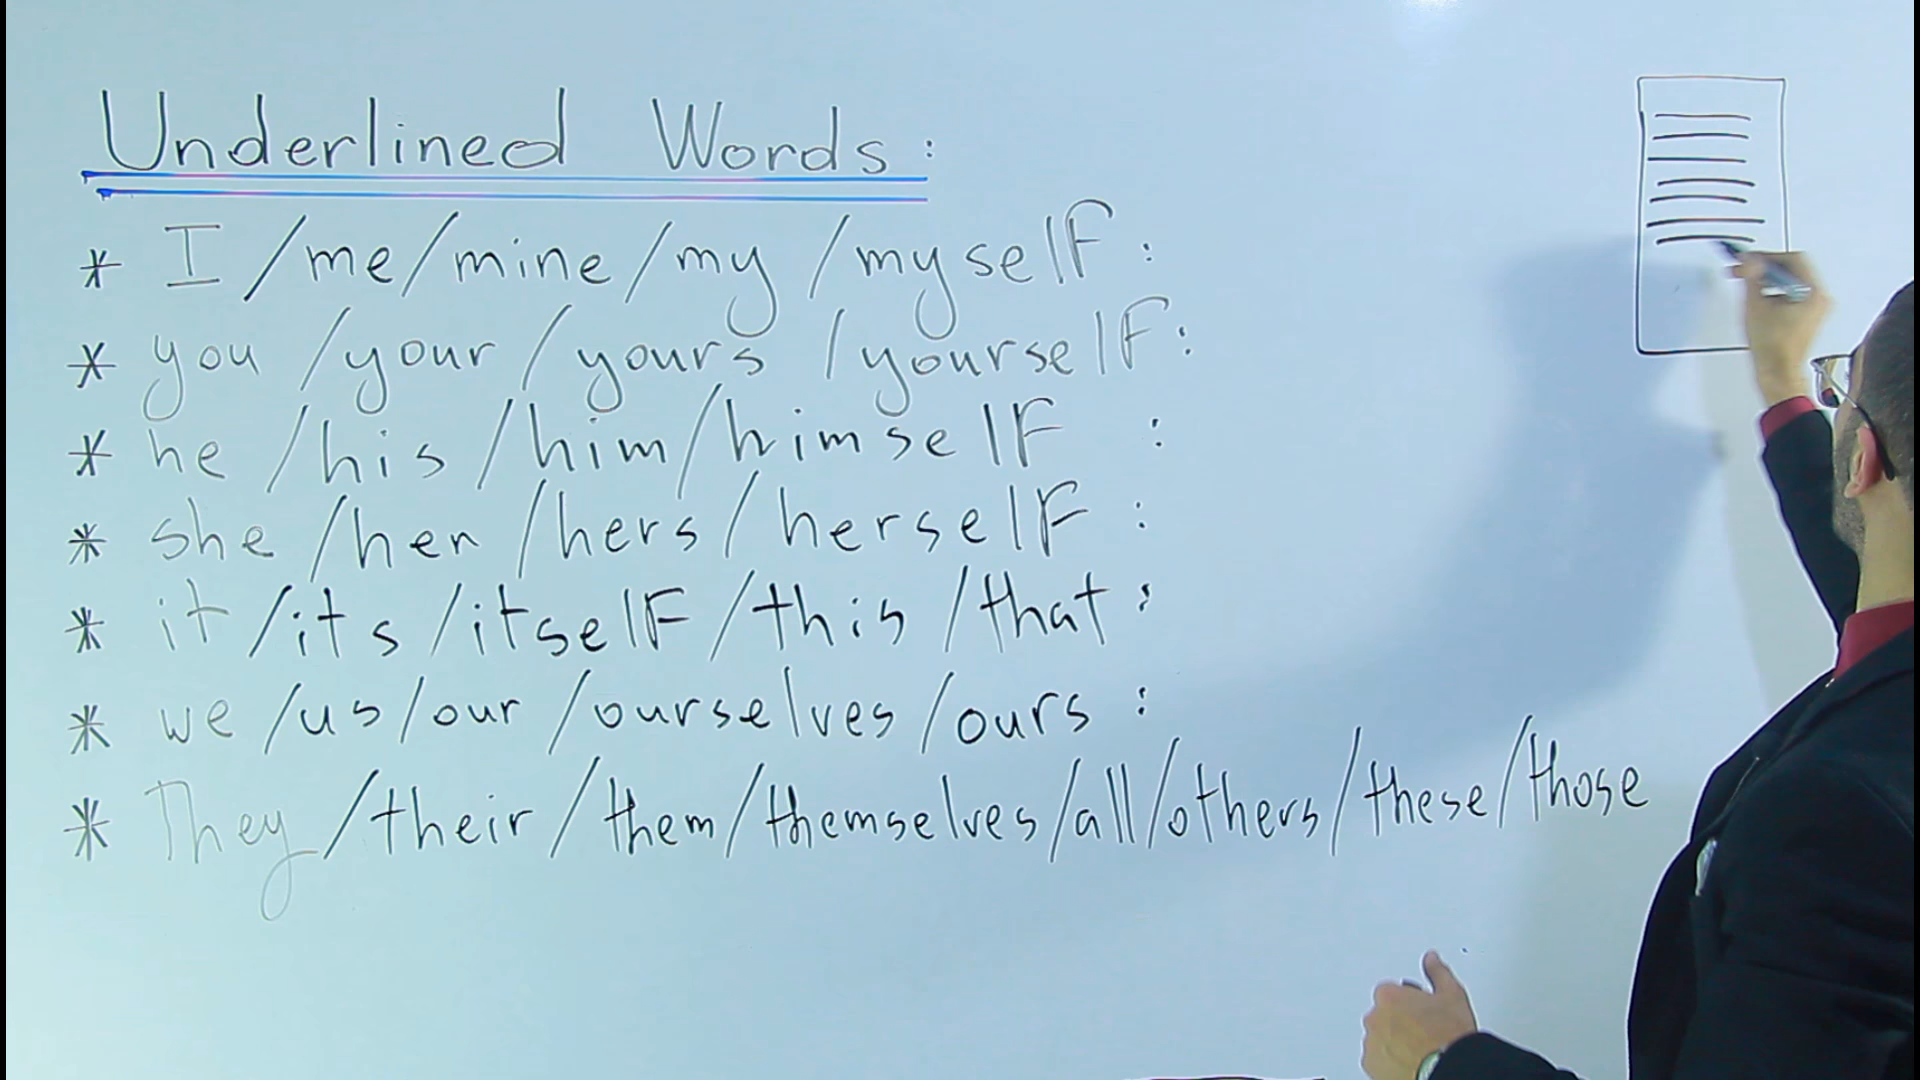 Underlined Words:
* I/me/mine/my/myself:
* you/your/yours/yourself:
* he/his/him/himself :
* she/her/hers/herself :
* it/its/itself/this/that:
* we/us/our/ourselves/ours :
* They/their/them/themselves/all/others/these/those